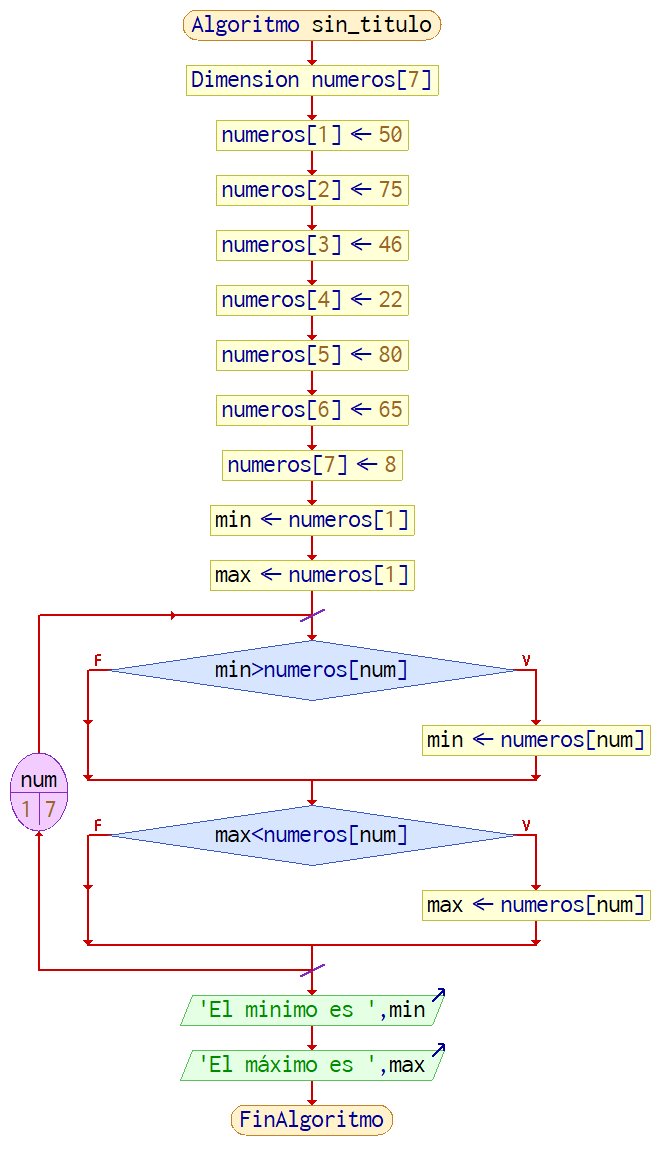 Algoritmo sin_titulo
Dimension numeros[7]
numeros[1] ← 50
numeros[2] ← 75
numeros[3] ← 46
numeros[4] ← 22
numeros[5] ← 80
numeros[6] ← 65
numeros[7] ← 8
min ← numeros[1]
max ← numeros[1]
F
min>numeros[num]
V
min ← numeros[num]
num
1 7
F
max<numeros[num]
V
max ← numeros[num]
'El minimo es ',min
'El máximo es ',max
FinAlgoritmo